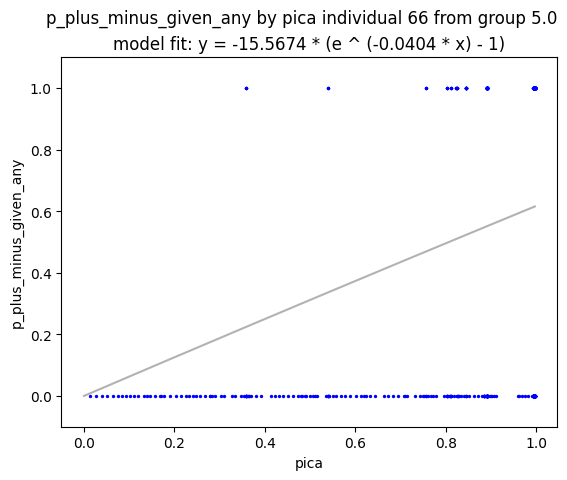 p_plus_minus_given_any by pica individual 66 from group 5.0
model fit: y = -15.5674 * (e ^ (-0.0404 * x) - 1)
1.0
0.8
0.6
0.4
0.2
0.0
p_plus_minus_given_any
0.0 0.2 0.4 0.6 0.8 1.0
pica